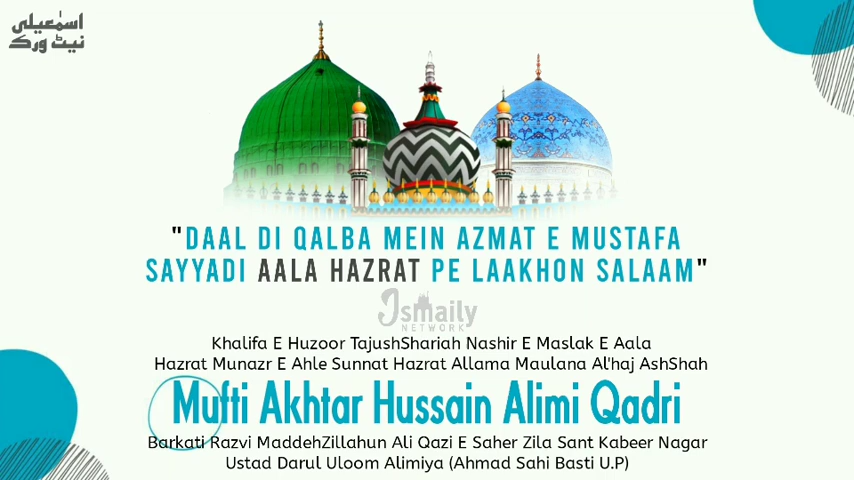 اسمٰعیلی
نیٹ ورک
"DAAL DI QALBA MEIN AZMAT E MUSTAFA
SAYYADI AALA HAZRAT PE LAAKHON SALAAM"
Jsmaily
NETWORK
Khalifa E Huzoor TajushShariah Nashir E Maslak E Aala
Hazrat Munazr E Ahle Sunnat Hazrat Allama Maulana Al'haj AshShah
Mufti Akhtar Hussain Alimi Qadri
Barkati Razvi MaddehZillahun Ali Qazi E Saher Zila Sant Kabeer Nagar
Ustad Darul Uloom Alimiya (Ahmad Sahi Basti U.P)